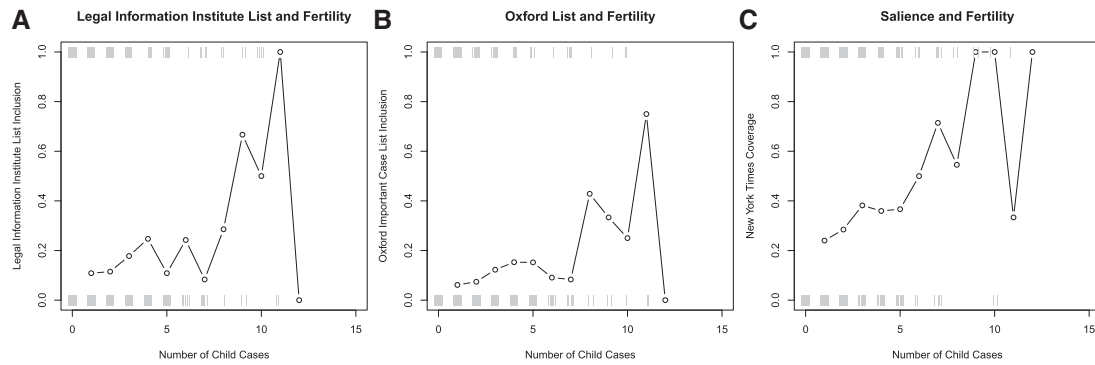 A
Legal Information Institute List and Fertility
Legal Information Institute List Inclusion
1.0
0.8
0.6
0.4
0.2
0.0
0 5 10 15
Number of Child Cases
B
Oxford List and Fertility
Oxford Important Case List Inclusion
1.0
0.8
0.6
0.4
0.2
0.0
0 5 10 15
Number of Child Cases
C
Salience and Fertility
New York Times Coverage
1.0
0.8
0.6
0.4
0.2
0.0
0 5 10 15
Number of Child Cases